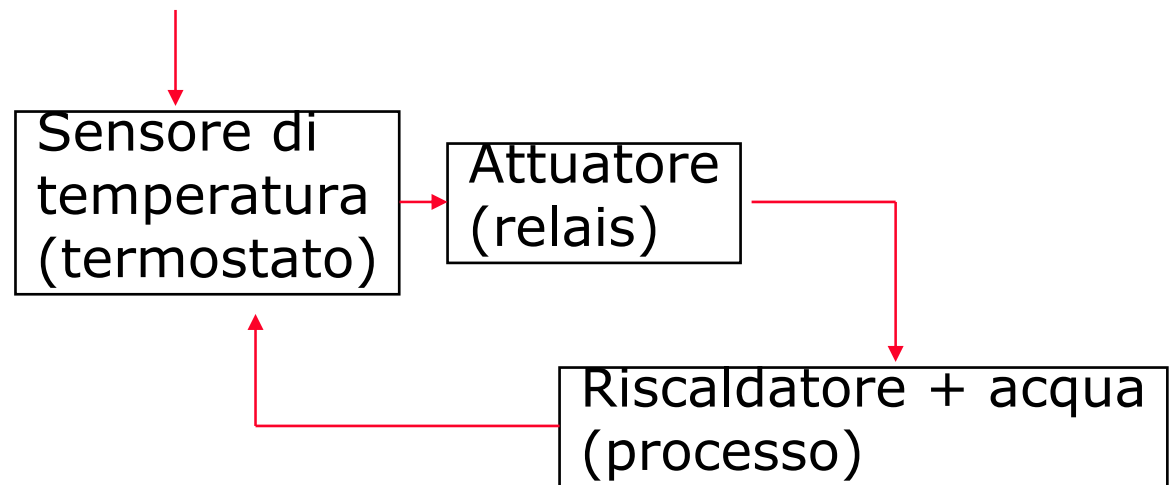 Sensore di
temperatura
(termostato)
Attuatore
(relais)
Riscaldatore + acqua
(processo)